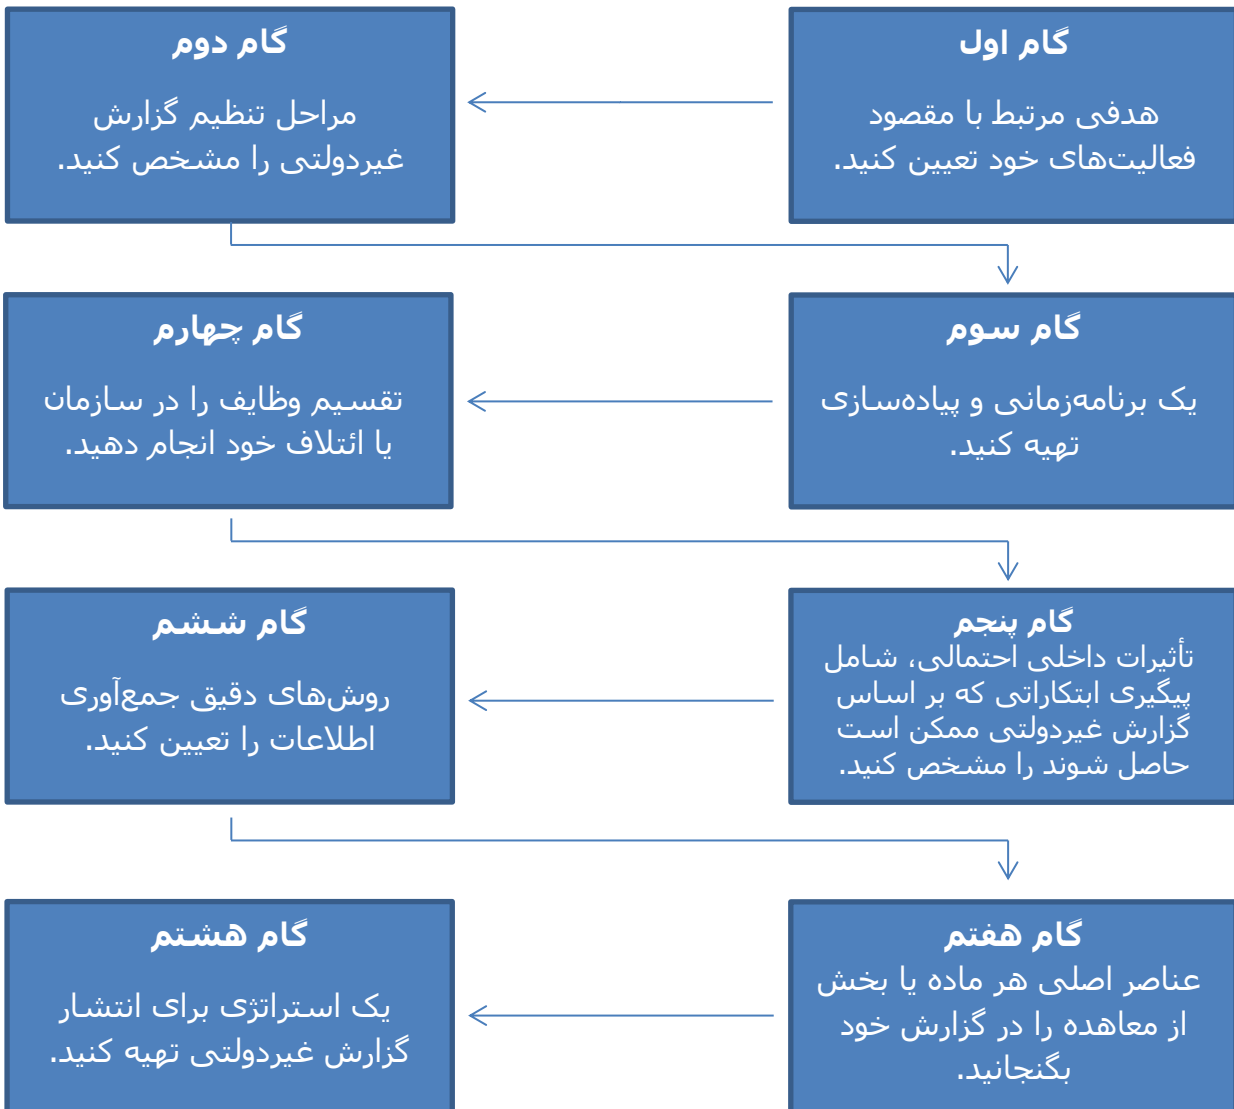 گام اول
هدفی مرتبط با مقصود
فعالیت‌های خود تعیین کنید.
گام دوم
مراحل تنظیم گزارش
غیردولتی را مشخص کنید.
گام سوم
یک برنامه‌زمانی و پیاده‌سازی
تهیه کنید.
گام چهارم
تقسیم وظایف را در سازمان
یا ائتلاف خود انجام دهید.
گام پنجم
تأثیرات داخلی احتمالی، شامل
پیگیری ابتکاراتی که بر اساس
گزارش غیردولتی ممکن است
حاصل شوند را مشخص کنید.
گام ششم
روش‌های دقیق جمع‌آوری
اطلاعات را تعیین کنید.
گام هفتم
عناصر اصلی هر ماده یا بخش
از معاهده را در گزارش خود
بگنجانید.
گام هشتم
یک استراتژی برای انتشار
گزارش غیردولتی تهیه کنید.